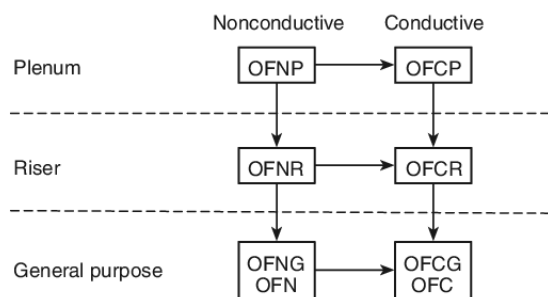 Nonconductive Conductive
Plenum OFNP OFCP
Riser OFNR OFCR
General purpose OFNG OFCG
OFN OFC